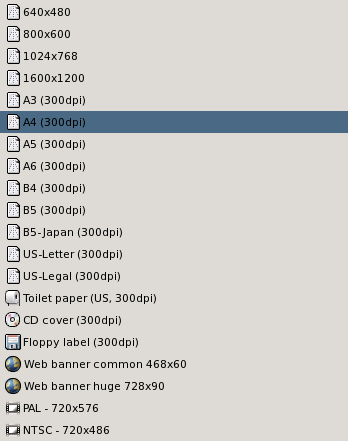 640x480
800x600
1024x768
1600x1200
A3 (300dpi)
A4 (300dpi)
A5 (300dpi)
A6 (300dpi)
B4 (300dpi)
B5 (300dpi)
B5-Japan (300dpi)
US-Letter (300dpi)
US-Legal (300dpi)
Toilet paper (US, 300dpi)
CD cover (300dpi)
Floppy label (300dpi)
Web banner common 468x60
Web banner huge 728x90
PAL - 720x576
NTSC - 720x486